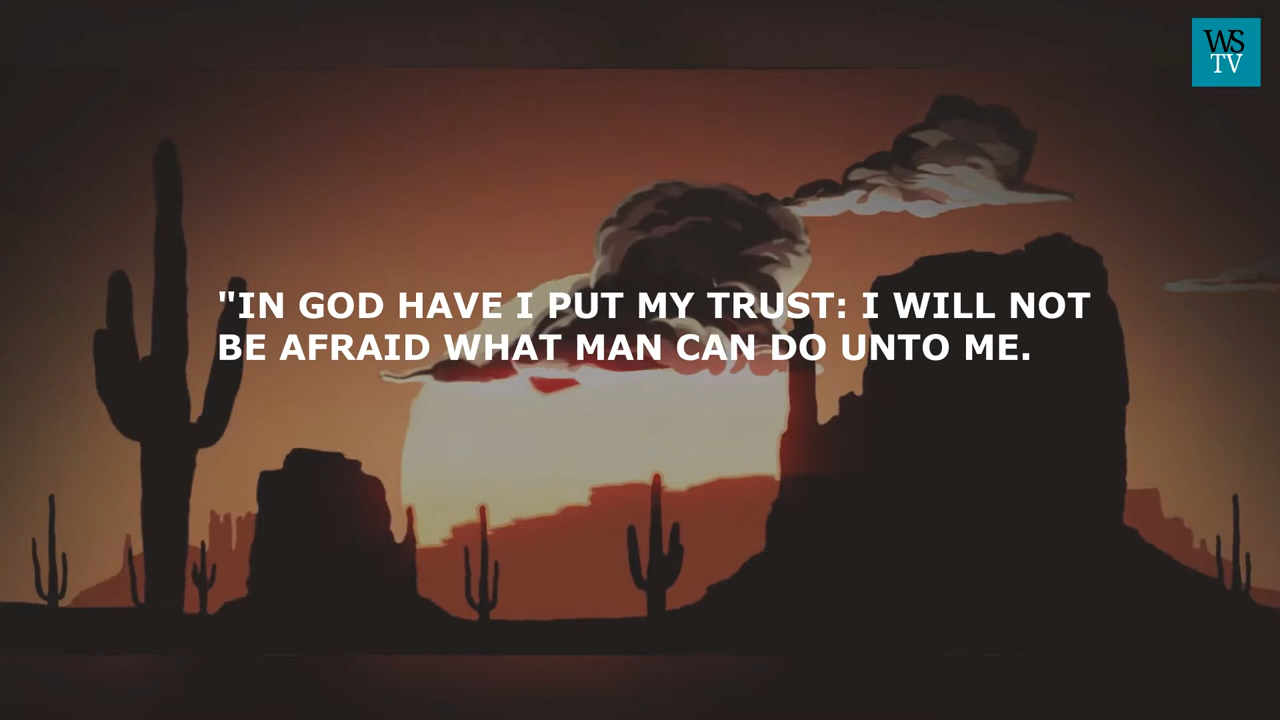 WS
TV
"IN GOD HAVE I PUT MY TRUST: I WILL NOT
BE AFRAID WHAT MAN CAN DO UNTO ME.